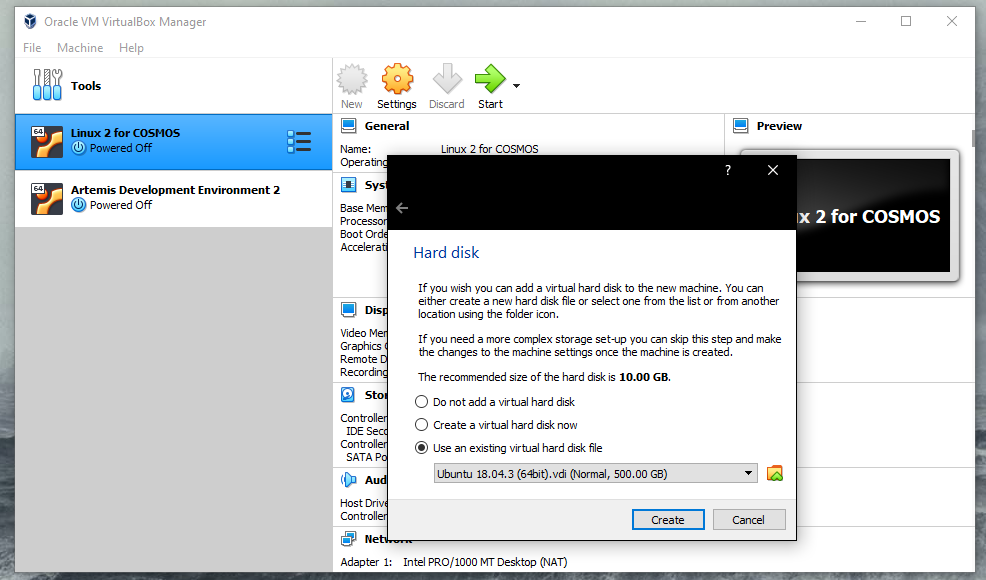 Oracle VM VirtualBox Manager
File Machine Help
Tools
New Settings Discard Start
64
Linux 2 for COSMOS
Powered Off
64
Artemis Development Environment 2
Powered Off
General
Name: Linux 2 for COSMOS
Operating
Preview
x 2 for COSMOS
Syst
Base Mem
Processor
Boot Orde
Accelerati
Disp
Video Mem
Graphics C
Remote D
Recording
Stor
Controller
IDE Seco
Controller
SATA Po
Aud
Host Drive
Controller
Network
Adapter 1: Intel PRO/1000 MT Desktop (NAT)
?
Hard disk
If you wish you can add a virtual hard disk to the new machine. You can
either create a new hard disk file or select one from the list or from another
location using the folder icon.
If you need a more complex storage set-up you can skip this step and make
the changes to the machine settings once the machine is created.
The recommended size of the hard disk is 10.00 GB.
Do not add a virtual hard disk
Create a virtual hard disk now
Use an existing virtual hard disk file
Ubuntu 18.04.3 (64bit).vdi (Normal, 500.00 GB)
Create Cancel